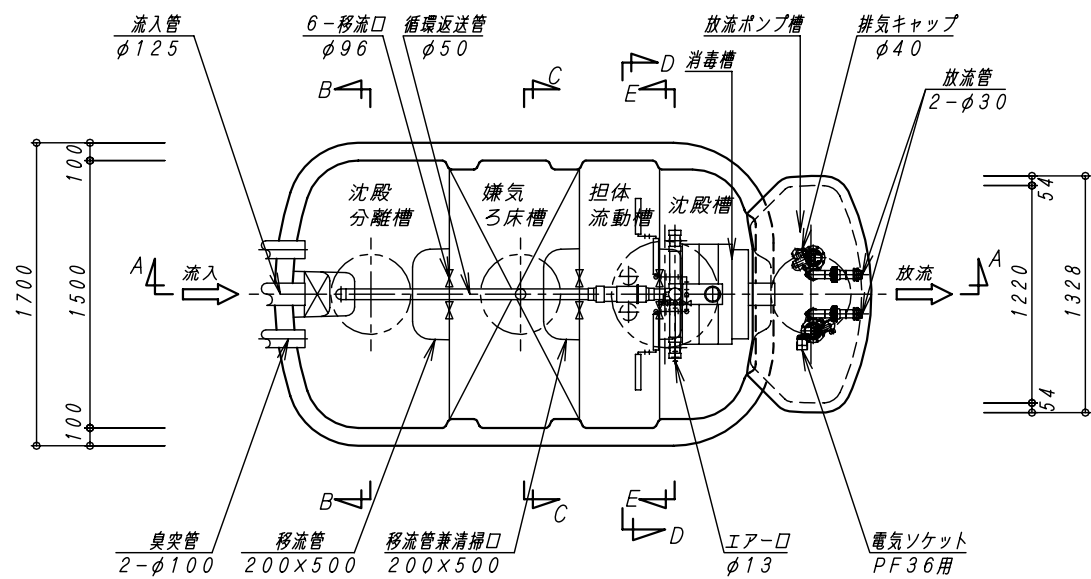 流入管
φ125
6-移流口
φ96
循環返送管
φ50
放流ポンプ槽
消毒槽
排気キャップ
φ40
放流管
2-φ30
B
C
D
E
100
1500
1700
100
沈殿
分離槽
嫌気
ろ床槽
担体
流動槽
沈殿槽
A
流入
放流
A
54
1220
1328
54
B
C
E
D
臭突管
2-φ100
移流管
200×500
移流管兼清掃口
200×500
エアー口
φ13
電気ソケット
PF36用